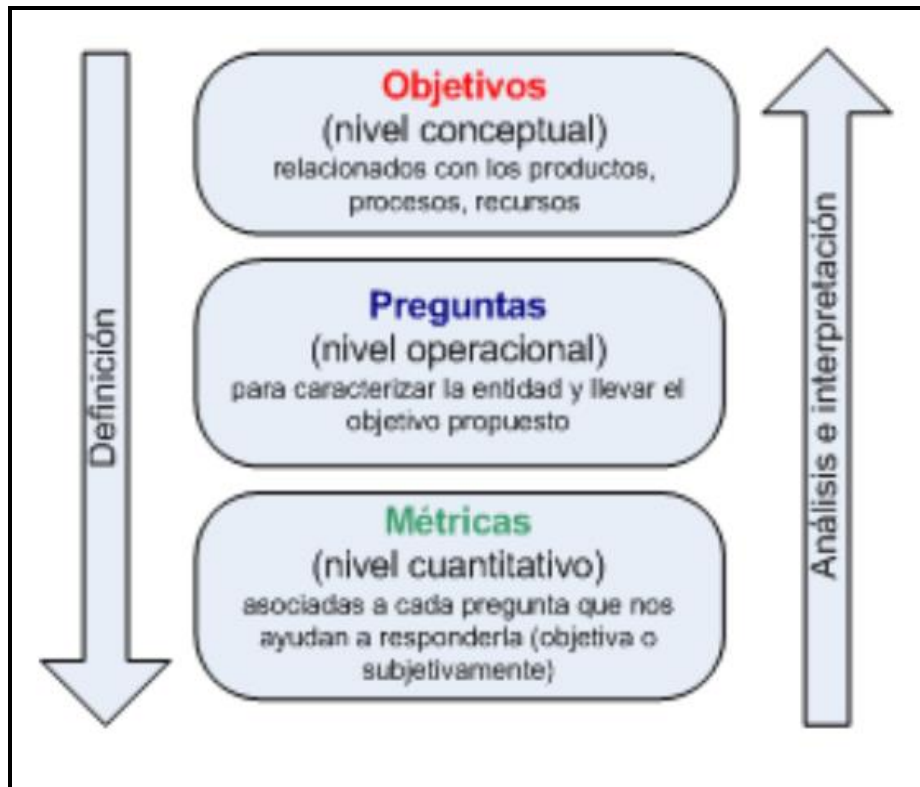 Definición
Objetivos
(nivel conceptual)
relacionados con los productos,
procesos, recursos
Preguntas
(nivel operacional)
para caracterizar la entidad y llevar el
objetivo propuesto
Métricas
(nivel cuantitativo)
asociadas a cada pregunta que nos
ayudan a responderla (objetiva o
subjetivamente)
Análisis e interpretación